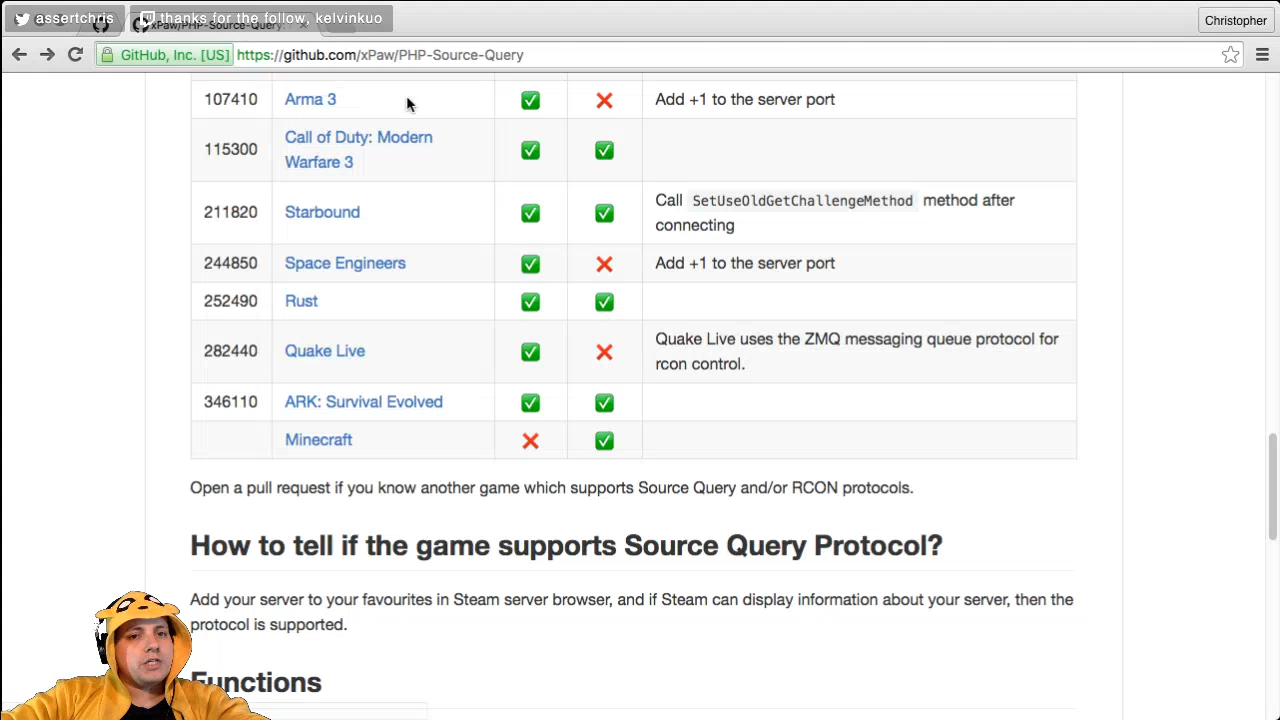 assertchris
thanks for the follow, kelvinkuo
xPaw/PHP-Source-Query:
Christopher
GitHub, Inc. [US]
https://github.com/xPaw/PHP-Source-Query
107410 Arma 3 Add +1 to the server port
115300 Call of Duty: Modern
Warfare 3
211820 Starbound Call SetUseOldGetChallengeMethod method after
connecting
244850 Space Engineers Add +1 to the server port
252490 Rust
282440 Quake Live Quake Live uses the ZMQ messaging queue protocol for
rcon control.
346110 ARK: Survival Evolved
Minecraft
Open a pull request if you know another game which supports Source Query and/or RCON protocols.
How to tell if the game supports Source Query Protocol?
Add your server to your favourites in Steam server browser, and if Steam can display information about your server, then the
protocol is supported.
Functions